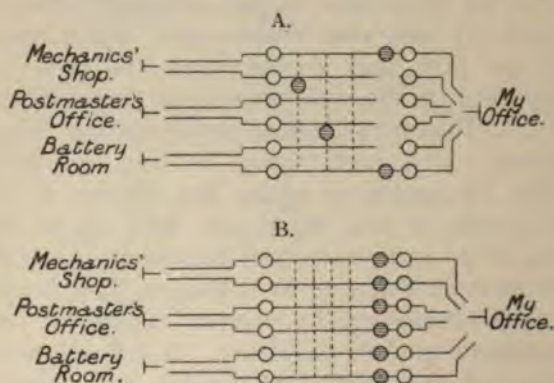 A.
Mechanics'
Shop.
Postmaster's
Office.
Battery
Room
My
Office.
B.
Mechanics'
Shop.
Postmaster's
Office.
Battery
Room.
My
Office.